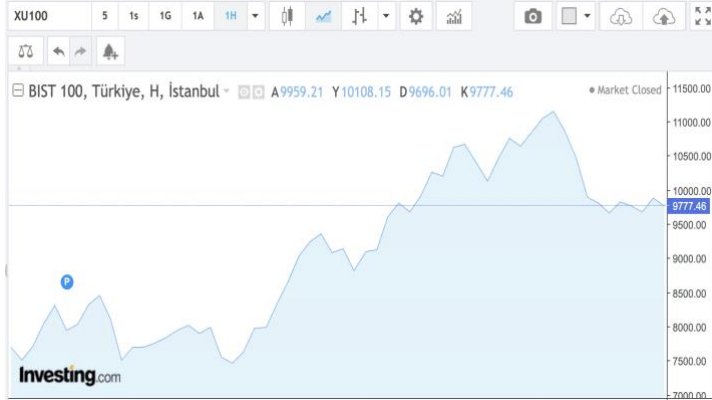 XU100 5 1s 1G 1A 1H
BIST 100, Türkiye, H, İstanbul A9959.21 Y10108.15 D9696.01 K9777.46 Market Closed
11500.00
11000.00
10500.00
10000.00
9777.46
9500.00
9000.00
P
8500.00
8000.00
7500.00
Investing.com
7000.00